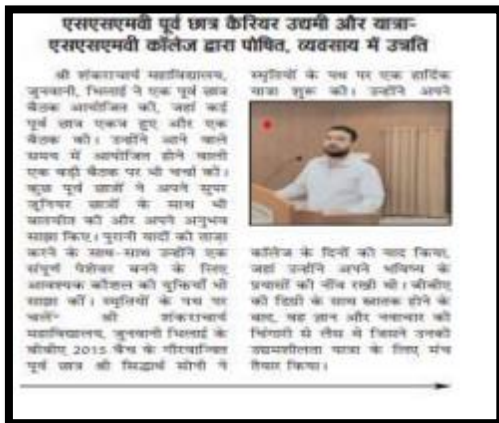 एसएसएमवी पूर्व छात्र कैरियर उद्यमी और यात्रा-
एसएसएमवी कॉलेज द्वारा पोषित, व्यवसाय में उन्नति
श्री शंकराचार्य महाविद्यालय,
जुनवानी, भिलाई ने एक पूर्व छात्र
बैठक आयोजित की, जहां कई
पूर्व छात्र एकत्र हुए और एक
बैठक की। उन्होंने आने वाले
समय में आयोजित होने वाली
एक बड़ी बैठक पर भी चर्चा की।
कुछ पूर्व छात्रों ने अपने सुपर
जूनियर छात्रों के साथ भी
बातचीत की और अपने अनुभव
साझा किए। पुरानी यादों को ताजा
करने के साथ-साथ उन्होंने एक
संपूर्ण पेशेवर बनने के लिए
आवश्यक कौशल की युक्तियाँ भी
साझा कीं। स्मृतियों के पथ पर
चलें" श्री शंकराचार्य
महाविद्यालय, जुनवानी भिलाई के
बीबीए 2015 बैच के गौरवान्वित
पूर्व छात्र श्री सिद्धार्थ सोनी ने
स्मृतियों के पथ पर एक हार्दिक
यात्रा शुरू की। उन्होंने अपने
कॉलेज के दिनों को याद किया,
जहां उन्होंने अपने भविष्य के
प्रयासों की नींव रखी थी। बीबीए
की डिग्री के साथ स्नातक होने के
बाद, वह ज्ञान और नवाचार की
चिंगारी से लैस थे जिसने उनकी
उद्यमशीलता यात्रा के लिए मंच
तैयार किया।